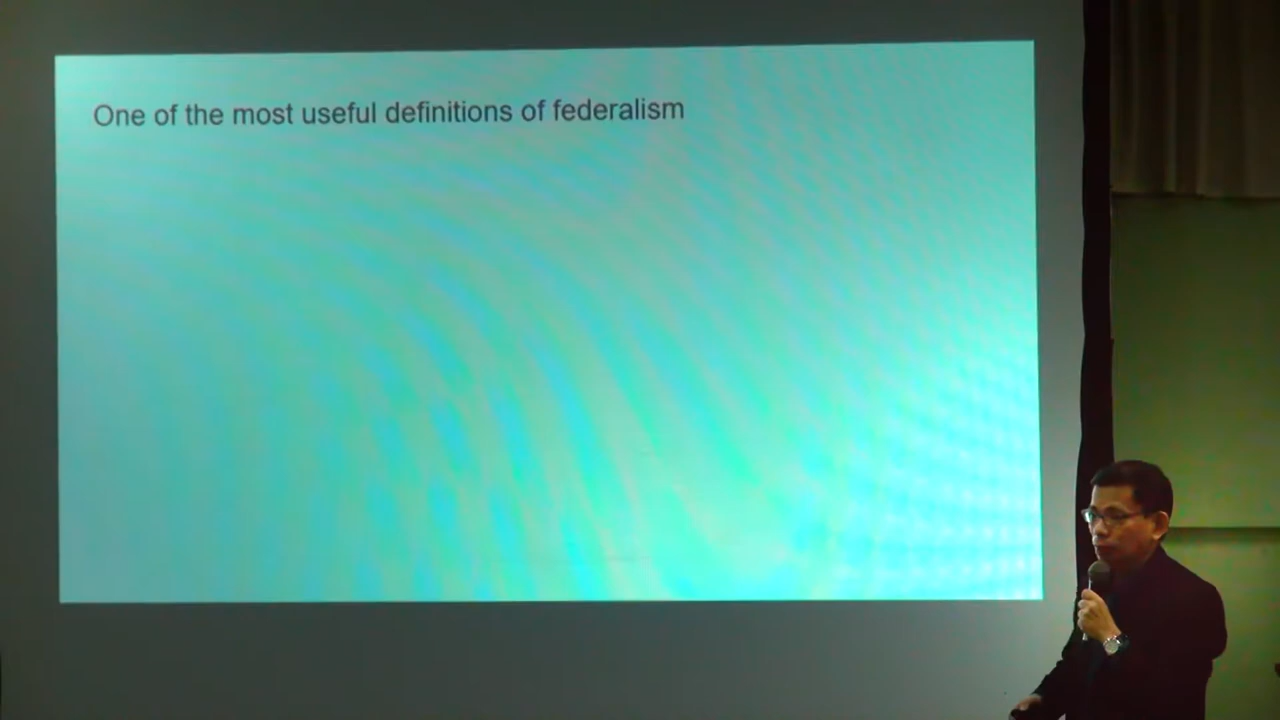 One of the most useful definitions of federalism